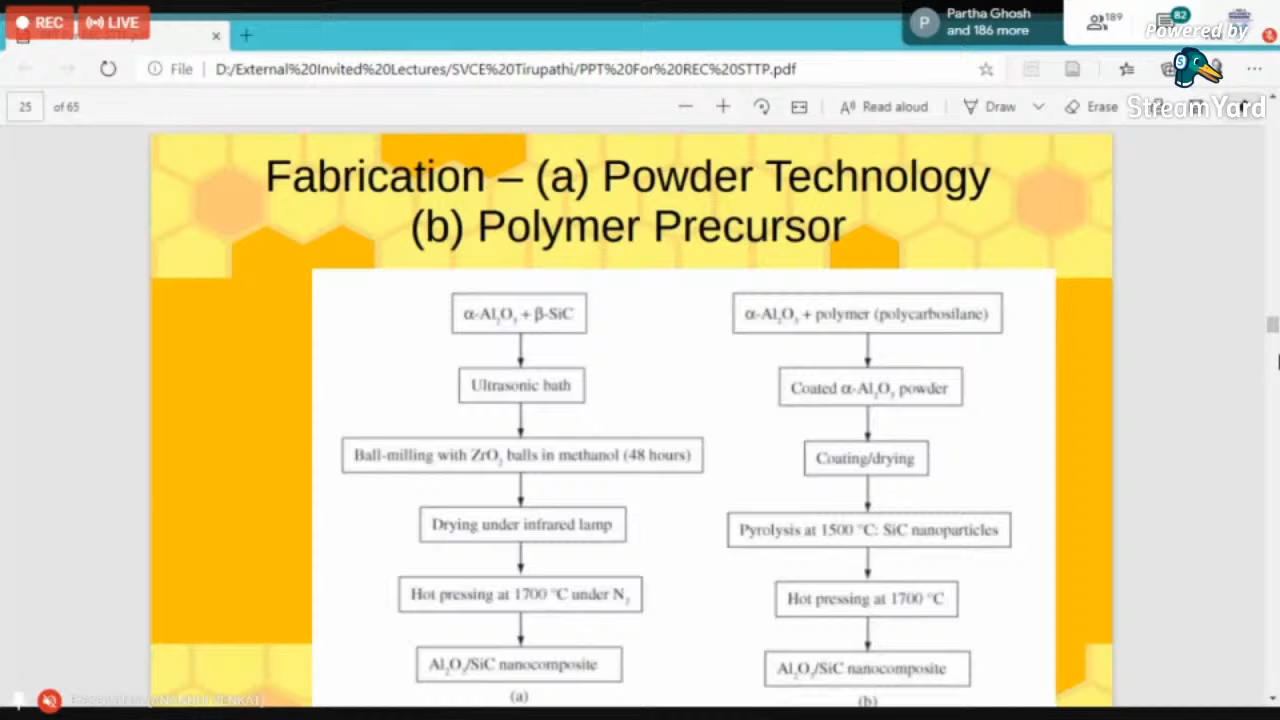 REC
LIVE
P
Partha Ghosh
and 186 more
189
82
Powered by
StreamYard
File
D:/External%20Invited%20Lectures/SVCE%20Tirupathi/PPT%20For%20REC%20STTP.pdf
25
of 65
Read aloud
Draw
Erase
Fabrication – (a) Powder Technology
(b) Polymer Precursor
α-Al₂O₃ + β-SiC
Ultrasonic bath
Ball-milling with ZrO₂ balls in methanol (48 hours)
Drying under infrared lamp
Hot pressing at 1700 °C under N₂
Al₂O₃/SiC nanocomposite
(a)
α-Al₂O₃ + polymer (polycarbosilane)
Coated α-Al₂O₃ powder
Coating/drying
Pyrolysis at 1500 °C: SiC nanoparticles
Hot pressing at 1700 °C
Al₂O₃/SiC nanocomposite
(b)